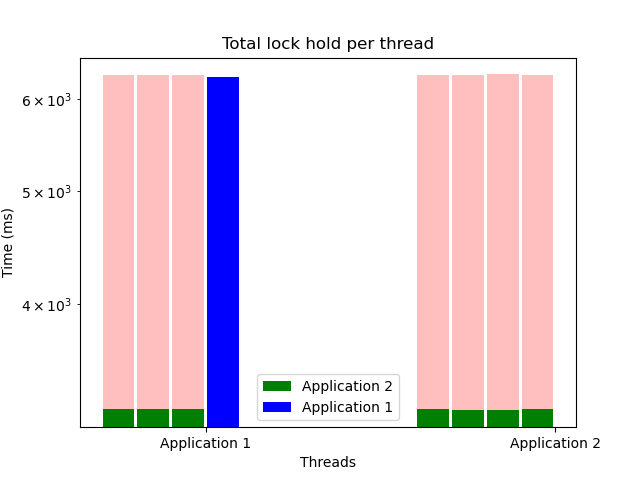 Total lock hold per thread
Time (ms)
6 × 10³
5 × 10³
4 × 10³
Application 2
Application 1
Application 1
Application 2
Threads